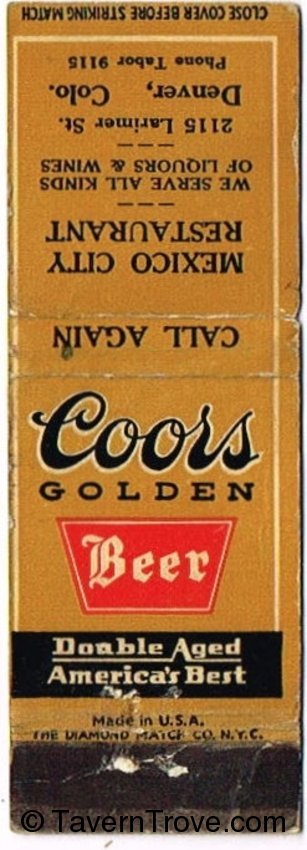 CLOSE COVER BEFORE STRIKING MATCH
CALL AGAIN
MEXICO CITY
RESTAURANT
WE SERVE ALL KINDS
OF LIQUORS & WINES
2115 Larimer St.
Denver, Colo.
Phone Tabor 9115
Coors
GOLDEN
Beer
Double Aged
America's Best
Made in U.S.A.
THE DIAMOND MATCH CO. N.Y.C.
© TavernTrove.com